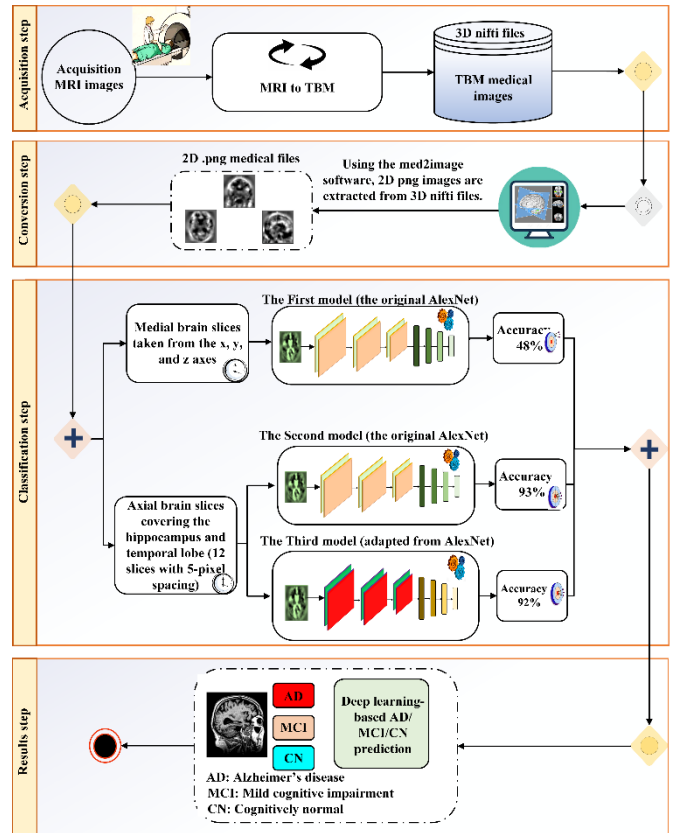 Acquisition step
Acquisition
MRI images
MRI to TBM
3D nifti files
TBM medical
images
Conversion step
2D .png medical files
Using the med2image
software, 2D png images are
extracted from 3D nifti files.
Classification step
Medial brain slices
taken from the x, y,
and z axes
The First model (the original AlexNet)
Accuracy
48%
Axial brain slices
covering the
hippocampus and
temporal lobe (12
slices with 5-pixel
spacing)
The Second model (the original AlexNet)
Accuracy
93%
The Third model (adapted from AlexNet)
Accuracy
92%
Results step
AD
MCI
CN
Deep learning-
based AD/
MCI/CN
prediction
AD: Alzheimer's disease
MCI: Mild cognitive impairment
CN: Cognitively normal